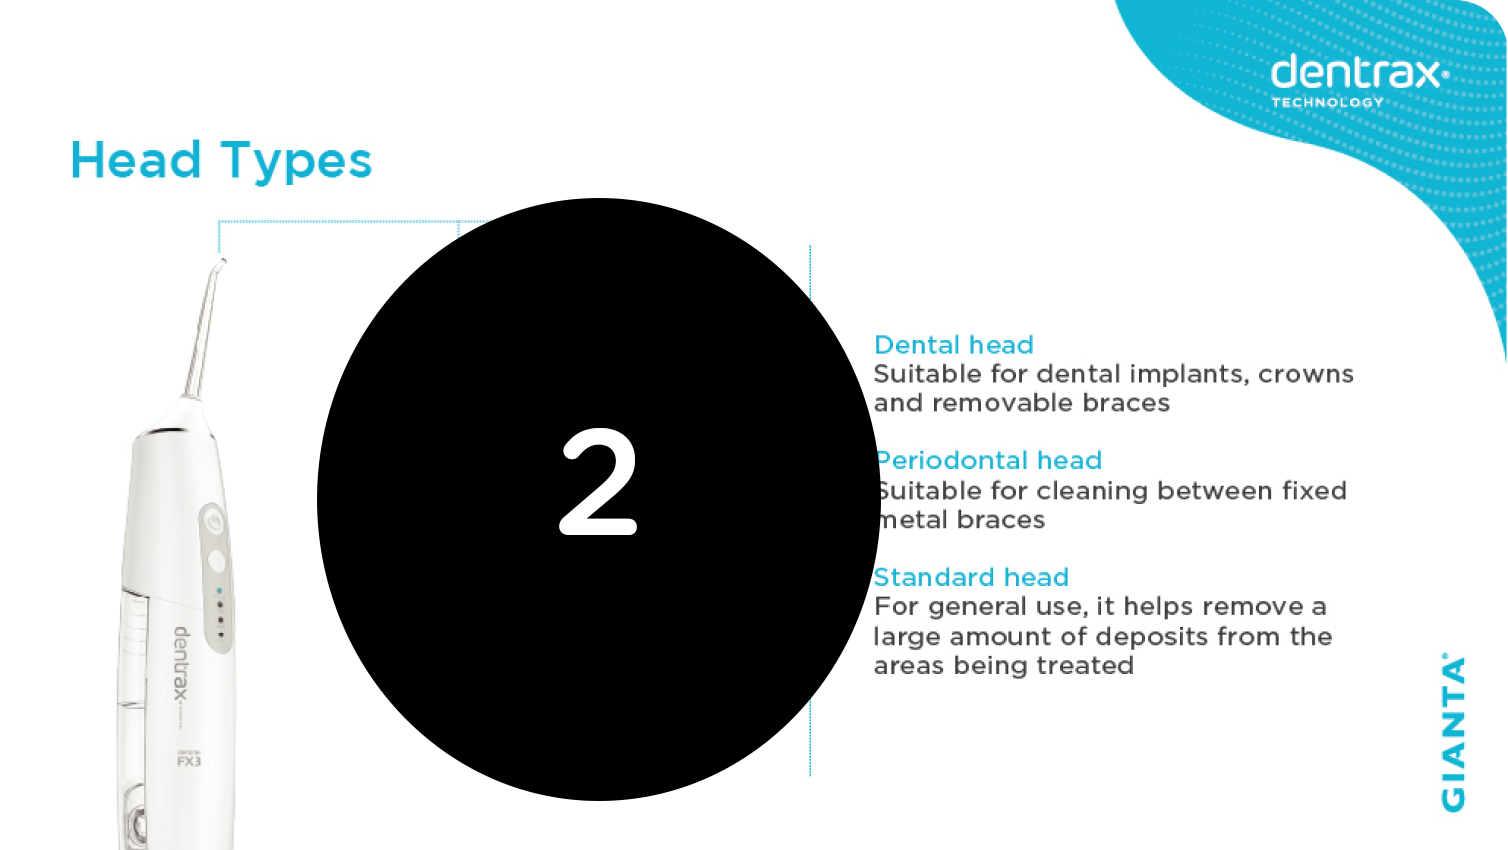 dentrax®
TECHNOLOGY
Head Types
2
Dental head
Suitable for dental implants, crowns
and removable braces
Periodontal head
Suitable for cleaning between fixed
metal braces
Standard head
For general use, it helps remove a
large amount of deposits from the
areas being treated
dentrax
FX3
GIANTA®